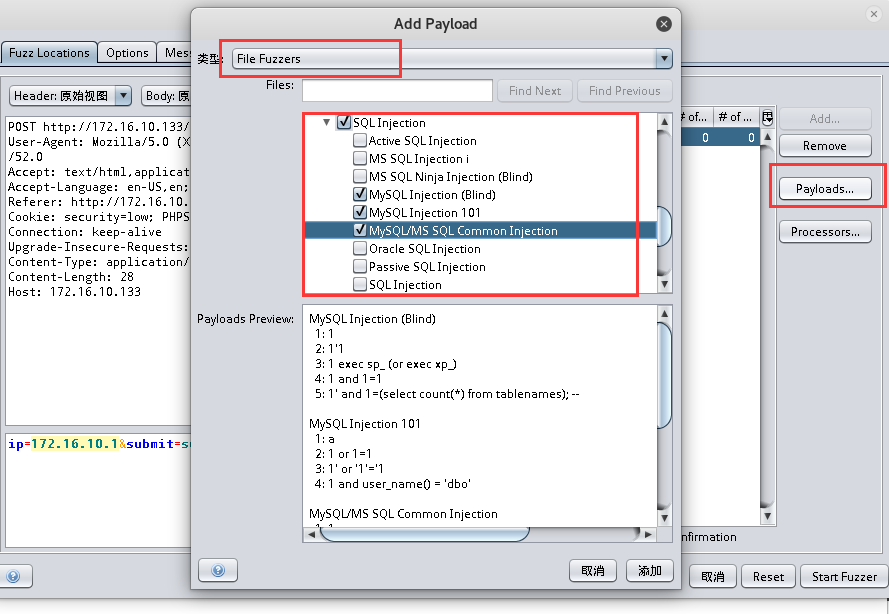 Add Payload
Fuzz Locations
Options
Mes
类型:
File Fuzzers
Header: 原始视图
Body: 原
Files:
Find Next
Find Previous
# of...
# of ...
Add...
0
0
Remove
Payloads...
Processors...
POST http://172.16.10.133/
User-Agent: Mozilla/5.0 (X
/52.0
Accept: text/html,applicat
Accept-Language: en-US,en;
Referer: http://172.16.10.
Cookie: security=low; PHPS
Connection: keep-alive
Upgrade-Insecure-Requests:
Content-Type: application/
Content-Length: 28
Host: 172.16.10.133
SQL Injection
Active SQL Injection
MS SQL Injection i
MS SQL Ninja Injection (Blind)
MySQL Injection (Blind)
MySQL Injection 101
MySQL/MS SQL Common Injection
Oracle SQL Injection
Passive SQL Injection
SQL Injection
Payloads Preview:
MySQL Injection (Blind)
1: 1
2: 1'1
3: 1 exec sp_ (or exec xp_)
4: 1 and 1=1
5: 1' and 1=(select count(*) from tablenames); --
MySQL Injection 101
1: a
2: 1 or 1=1
3: 1' or '1'='1
4: 1 and user_name() = 'dbo'
MySQL/MS SQL Common Injection
ip=172.16.10.1&submit=s
nfirmation
取消
添加
取消
Reset
Start Fuzzer